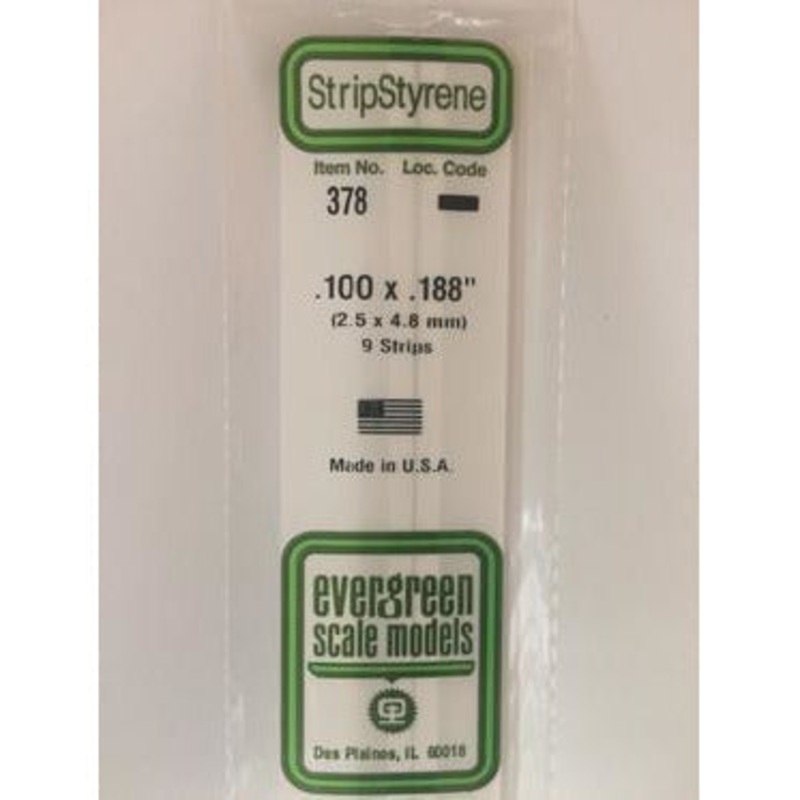 StripStyrene
Item No. Loc. Code
378
.100 x .188"
(2.5 x 4.8 mm)
9 Strips
Made in U.S.A.
evergreen
scale models
Des Plaines, IL 60018